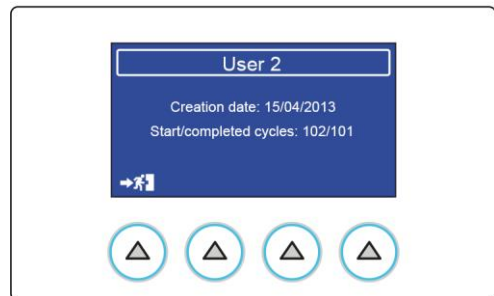 User 2
Creation date: 15/04/2013
Start/completed cycles: 102/101